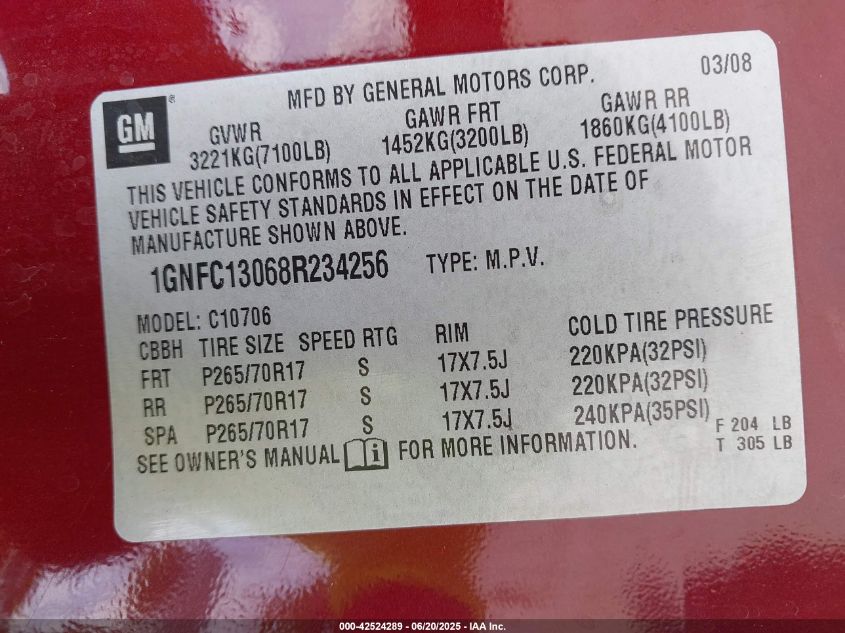 MFD BY GENERAL MOTORS CORP. 03/08
GM®
GVWR GAWR FRT GAWR RR
3221KG(7100LB) 1452KG(3200LB) 1860KG(4100LB)
THIS VEHICLE CONFORMS TO ALL APPLICABLE U.S. FEDERAL MOTOR
VEHICLE SAFETY STANDARDS IN EFFECT ON THE DATE OF
MANUFACTURE SHOWN ABOVE.
1GNFC13068R234256 TYPE: M.P.V.
MODEL: C10706
CBBH TIRE SIZE SPEED RTG RIM COLD TIRE PRESSURE
FRT P265/70R17 S 17X7.5J 220KPA(32PSI)
RR P265/70R17 S 17X7.5J 220KPA(32PSI)
SPA P265/70R17 S 17X7.5J 240KPA(35PSI)
F 204 LB
SEE OWNER'S MANUAL i FOR MORE INFORMATION. T 305 LB
000-42524289 - 06/20/2025 - IAA Inc.